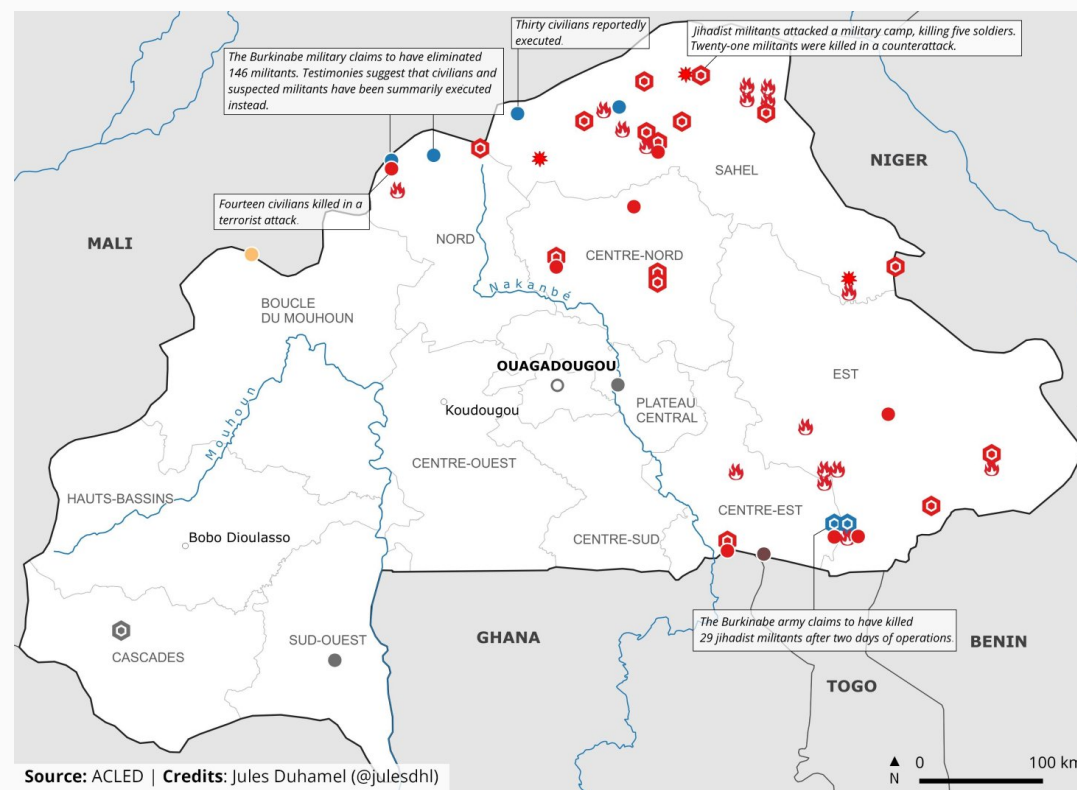 Thirty civilians reportedly
executed.
Jihadist militants attacked a military camp, killing five soldiers.
Twenty-one militants were killed in a counterattack.
The Burkinabe military claims to have eliminated
146 militants. Testimonies suggest that civilians and
suspected militants have been summarily executed
instead.
NIGER
SAHEL
Fourteen civilians killed in a
terrorist attack.
MALI
NORD
CENTRE-NORD
Nakanbé
BOUCLE
DU MOUHOUN
OUAGADOUGOU
EST
PLATEAU
CENTRAL
Koudougou
Mouhoun
CENTRE-OUEST
HAUTS-BASSINS
CENTRE-EST
Bobo Dioulasso
CENTRE-SUD
The Burkinabe army claims to have killed
29 jihadist militants after two days of operations.
GHANA
BENIN
SUD-OUEST
CASCADES
TOGO
Source: ACLED | Credits: Jules Duhamel (@julesdhl)
N
0 100 km